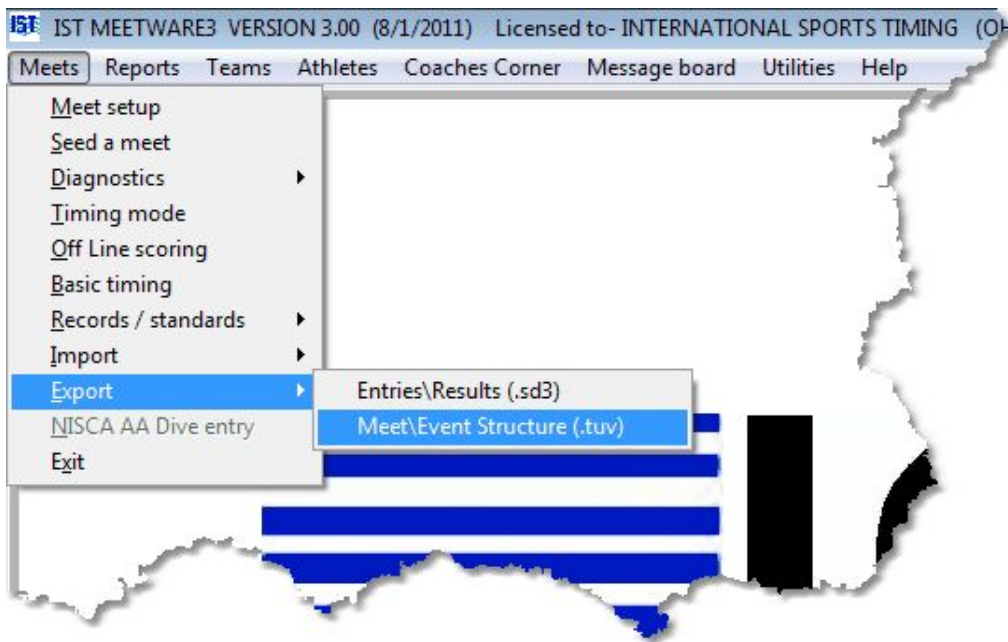 IST IST MEETWARE3 VERSION 3.00 (8/1/2011) Licensed to- INTERNATIONAL SPORTS TIMING
Meets Reports Teams Athletes Coaches Corner Message board Utilities Help
Meet setup
Seed a meet
Diagnostics
Timing mode
Off Line scoring
Basic timing
Records / standards
Import
Export
Entries\Results (.sd3)
Meet\Event Structure (.tuv)
NISCA AA Dive entry
Exit